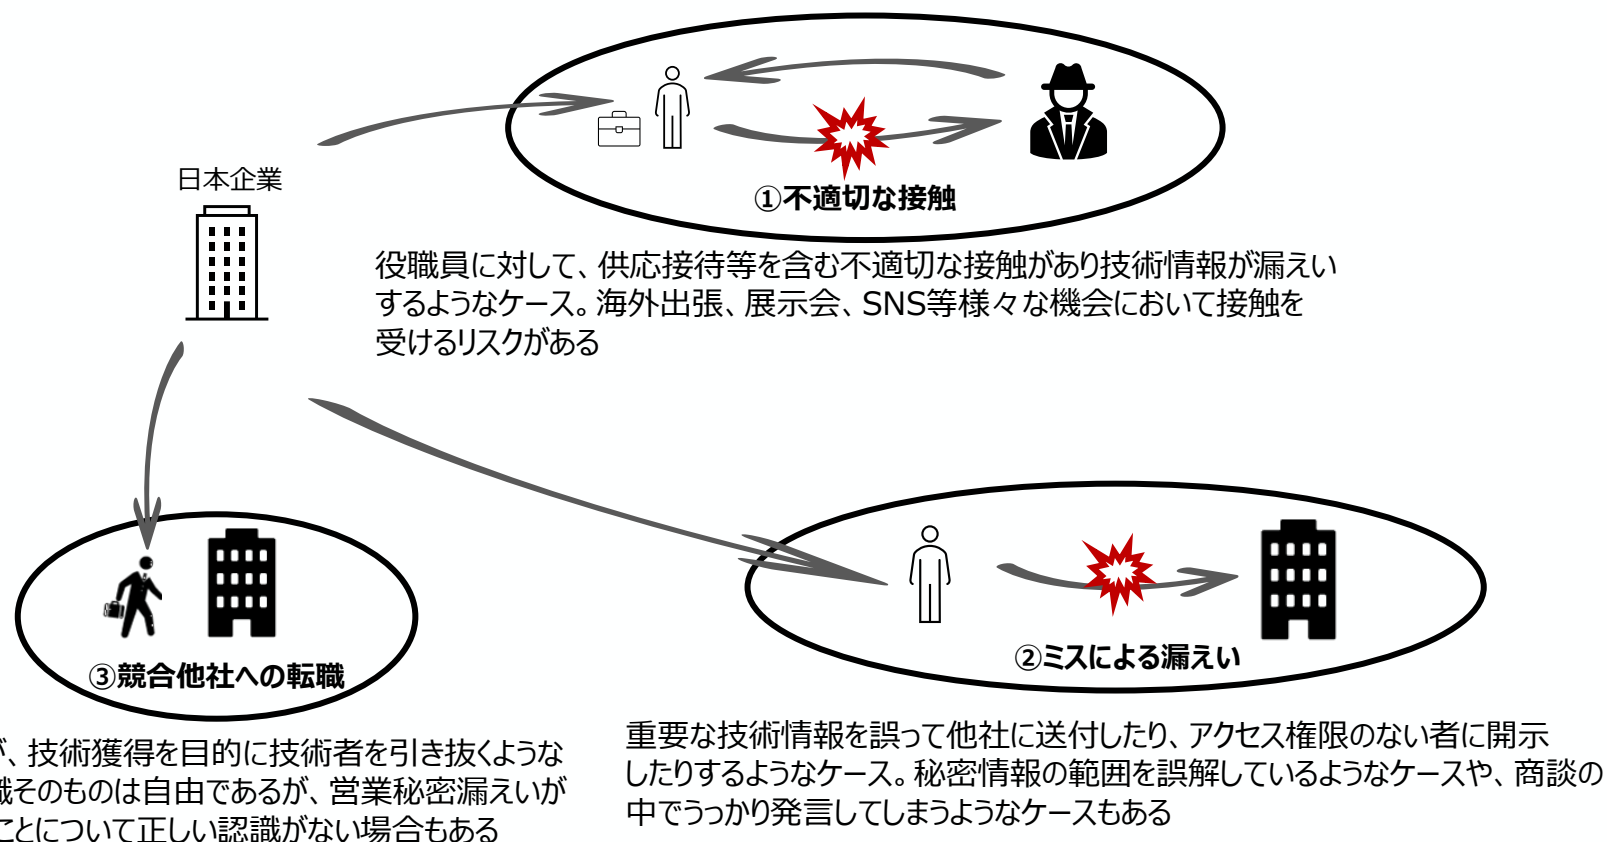 日本企業
①不適切な接触
役職員に対して、供応接待等を含む不適切な接触があり技術情報が漏えい
するようなケース。海外出張、展示会、SNS等様々な機会において接触を
受けるリスクがある
③競合他社への転職
、技術獲得を目的に技術者を引き抜くような
そのものは自由であるが、営業秘密漏えいが
ことについて正しい認識がない場合もある
②ミスによる漏えい
重要な技術情報を誤って他社に送付したり、アクセス権限のない者に開示
したりするようなケース。秘密情報の範囲を誤解しているようなケースや、商談の
中でうっかり発言してしまうようなケースもある